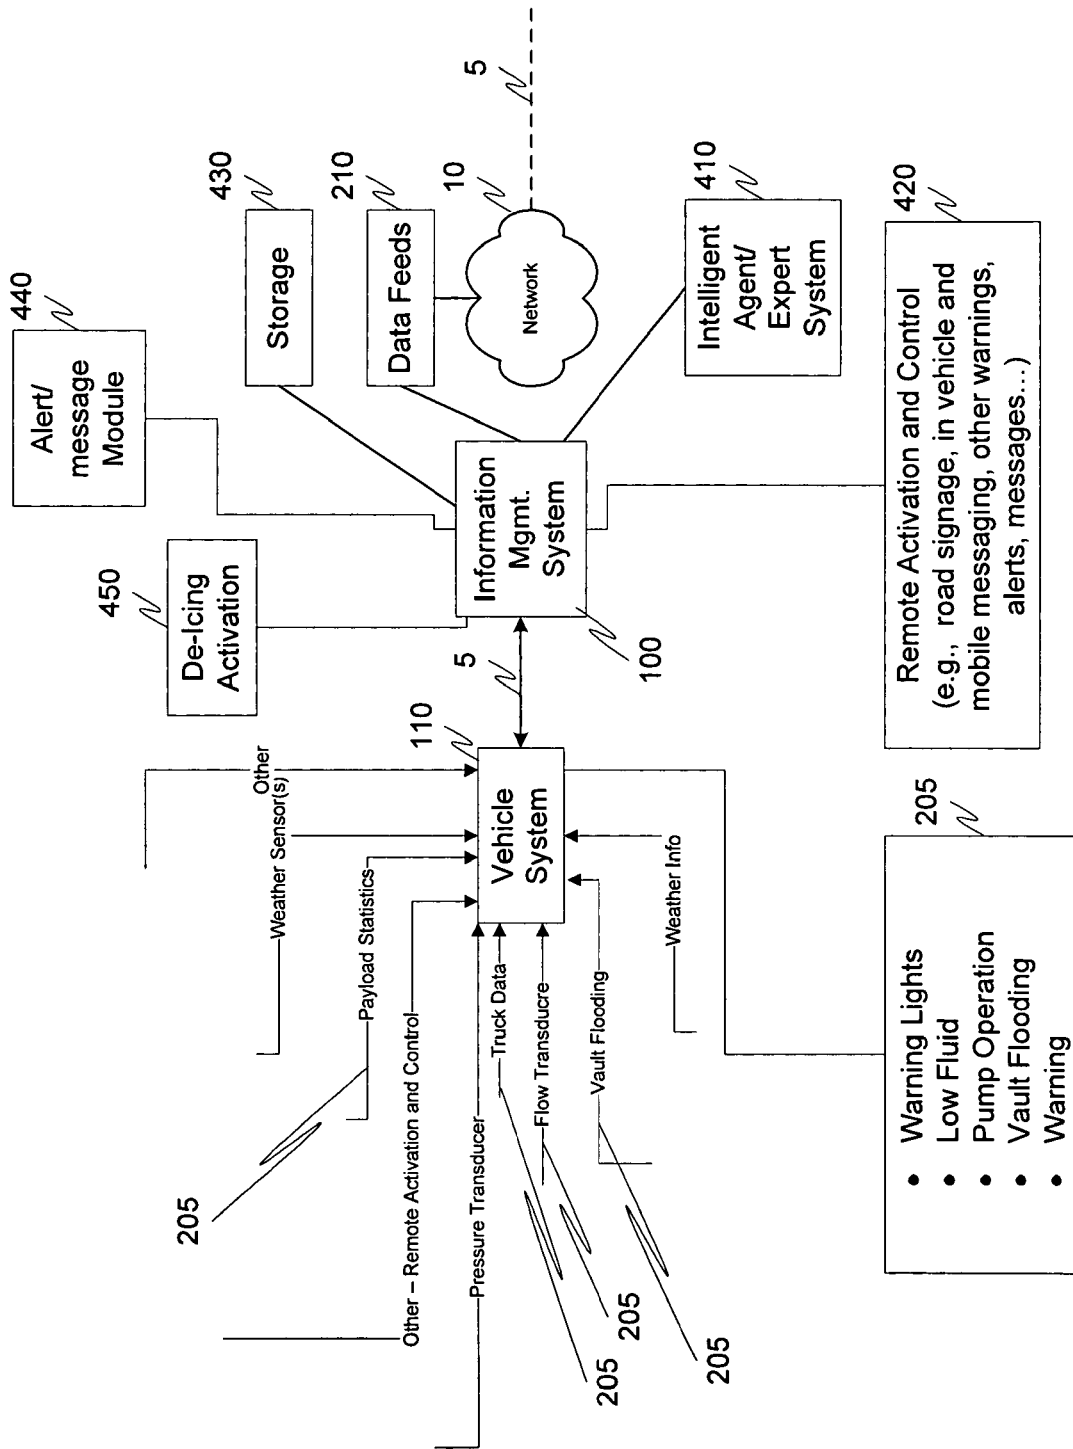 440
Alert/
message
Module
430
Storage
210
Data Feeds
10
Network
5
450
De-Icing
Activation
Information
Mgmt.
System
100
5
410
Intelligent
Agent/
Expert
System
420
Remote Activation and Control
(e.g., road signage, in vehicle and
mobile messaging, other warnings,
alerts, messages...)
110
Vehicle
System
Other
Weather Sensor(s)
Payload Statistics
205
Other – Remote Activation and Control
Pressure Transducer
Truck Data
205
Flow Transducre
205
Vault Flooding
205
Weather Info
205
• Warning Lights
• Low Fluid
• Pump Operation
• Vault Flooding
• Warning